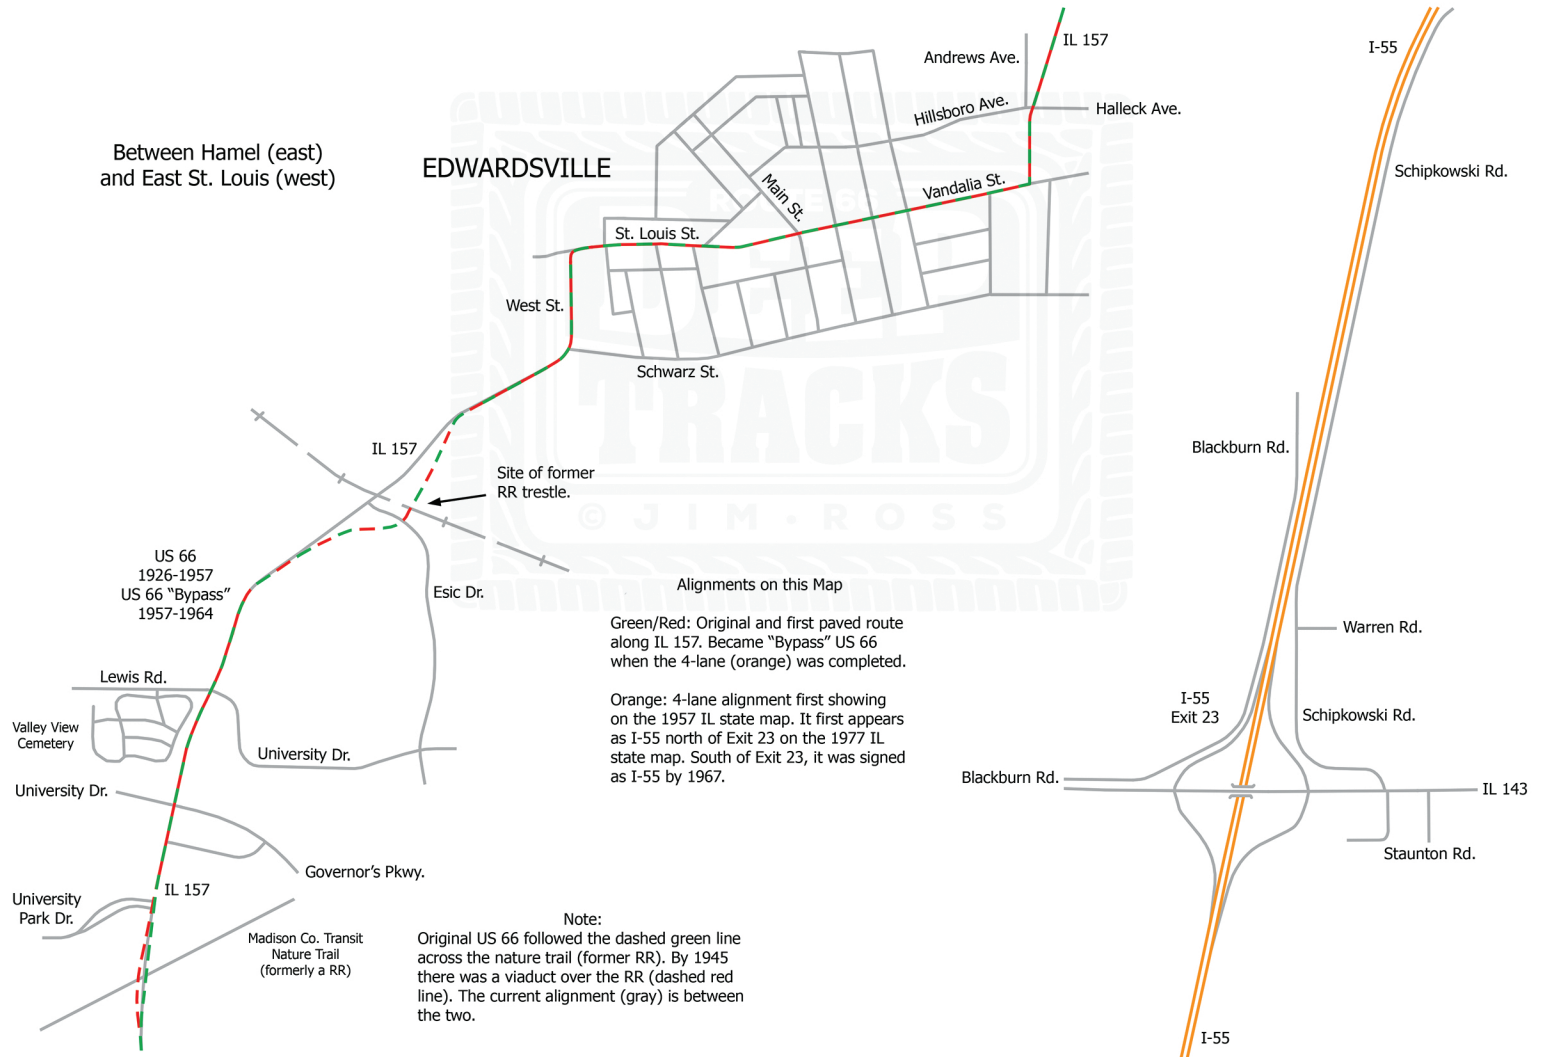 IL 157
I-55
Andrews Ave.
Hillsboro Ave.
Halleck Ave.
Between Hamel (east)
and East St. Louis (west)
EDWARDSVILLE
Schipkowski Rd.
Main St.
Vandalia St.
ROUTE 66
St. Louis St.
DEEP
West St.
Schwarz St.
TRACKS
IL 157
Blackburn Rd.
Site of former
RR trestle.
© JIM·ROSS
US 66
1926-1957
US 66 “Bypass”
1957-1964
Esic Dr.
Alignments on this Map
Green/Red: Original and first paved route
along IL 157. Became “Bypass” US 66
when the 4-lane (orange) was completed.
Orange: 4-lane alignment first showing
on the 1957 IL state map. It first appears
as I-55 north of Exit 23 on the 1977 IL
state map. South of Exit 23, it was signed
as I-55 by 1967.
Warren Rd.
Lewis Rd.
I-55
Exit 23
Schipkowski Rd.
Valley View
Cemetery
University Dr.
Blackburn Rd.
IL 143
University Dr.
Staunton Rd.
Governor’s Pkwy.
IL 157
University
Park Dr.
Madison Co. Transit
Nature Trail
(formerly a RR)
Note:
Original US 66 followed the dashed green line
across the nature trail (former RR). By 1945
there was a viaduct over the RR (dashed red
line). The current alignment (gray) is between
the two.
I-55